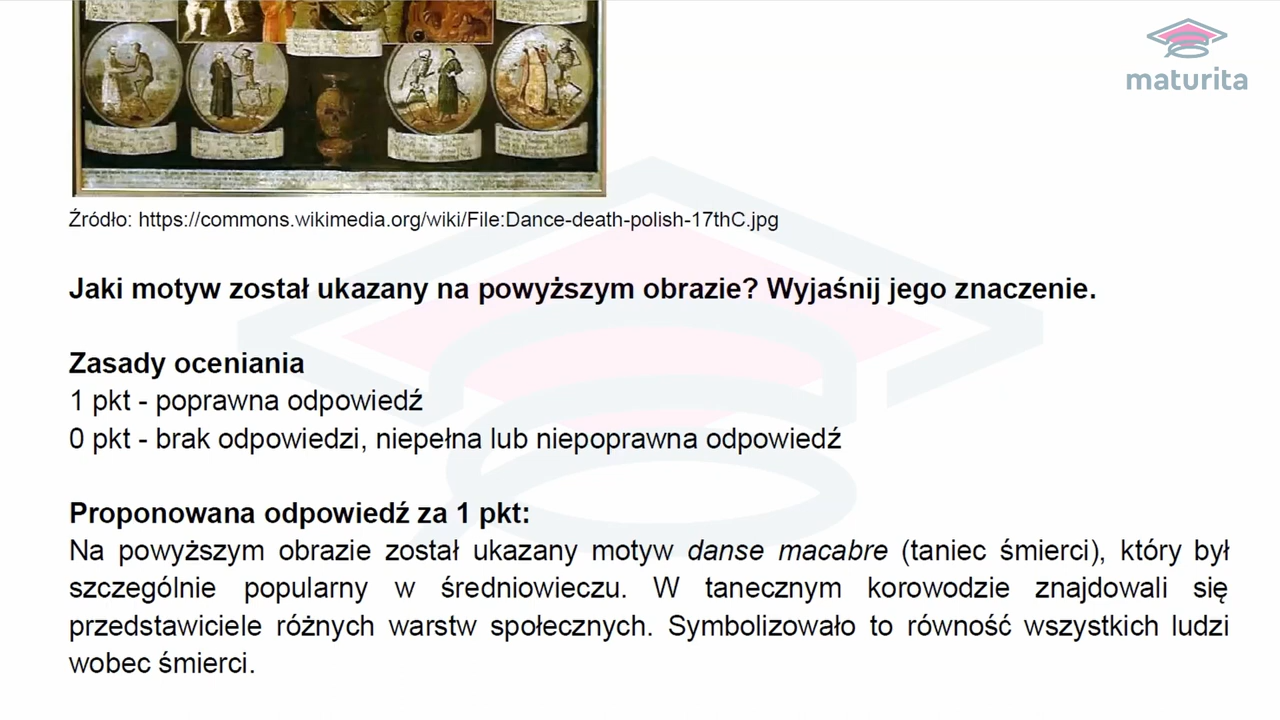 maturita
Źródło: https://commons.wikimedia.org/wiki/File:Dance-death-polish-17thC.jpg
Jaki motyw został ukazany na powyższym obrazie? Wyjaśnij jego znaczenie.
Zasady oceniania
1 pkt - poprawna odpowiedź
0 pkt - brak odpowiedzi, niepełna lub niepoprawna odpowiedź
Proponowana odpowiedź za 1 pkt:
Na powyższym obrazie został ukazany motyw danse macabre (taniec śmierci), który był
szczególnie popularny w średniowieczu. W tanecznym korowodzie znajdowali się
przedstawiciele różnych warstw społecznych. Symbolizowało to równość wszystkich ludzi
wobec śmierci.